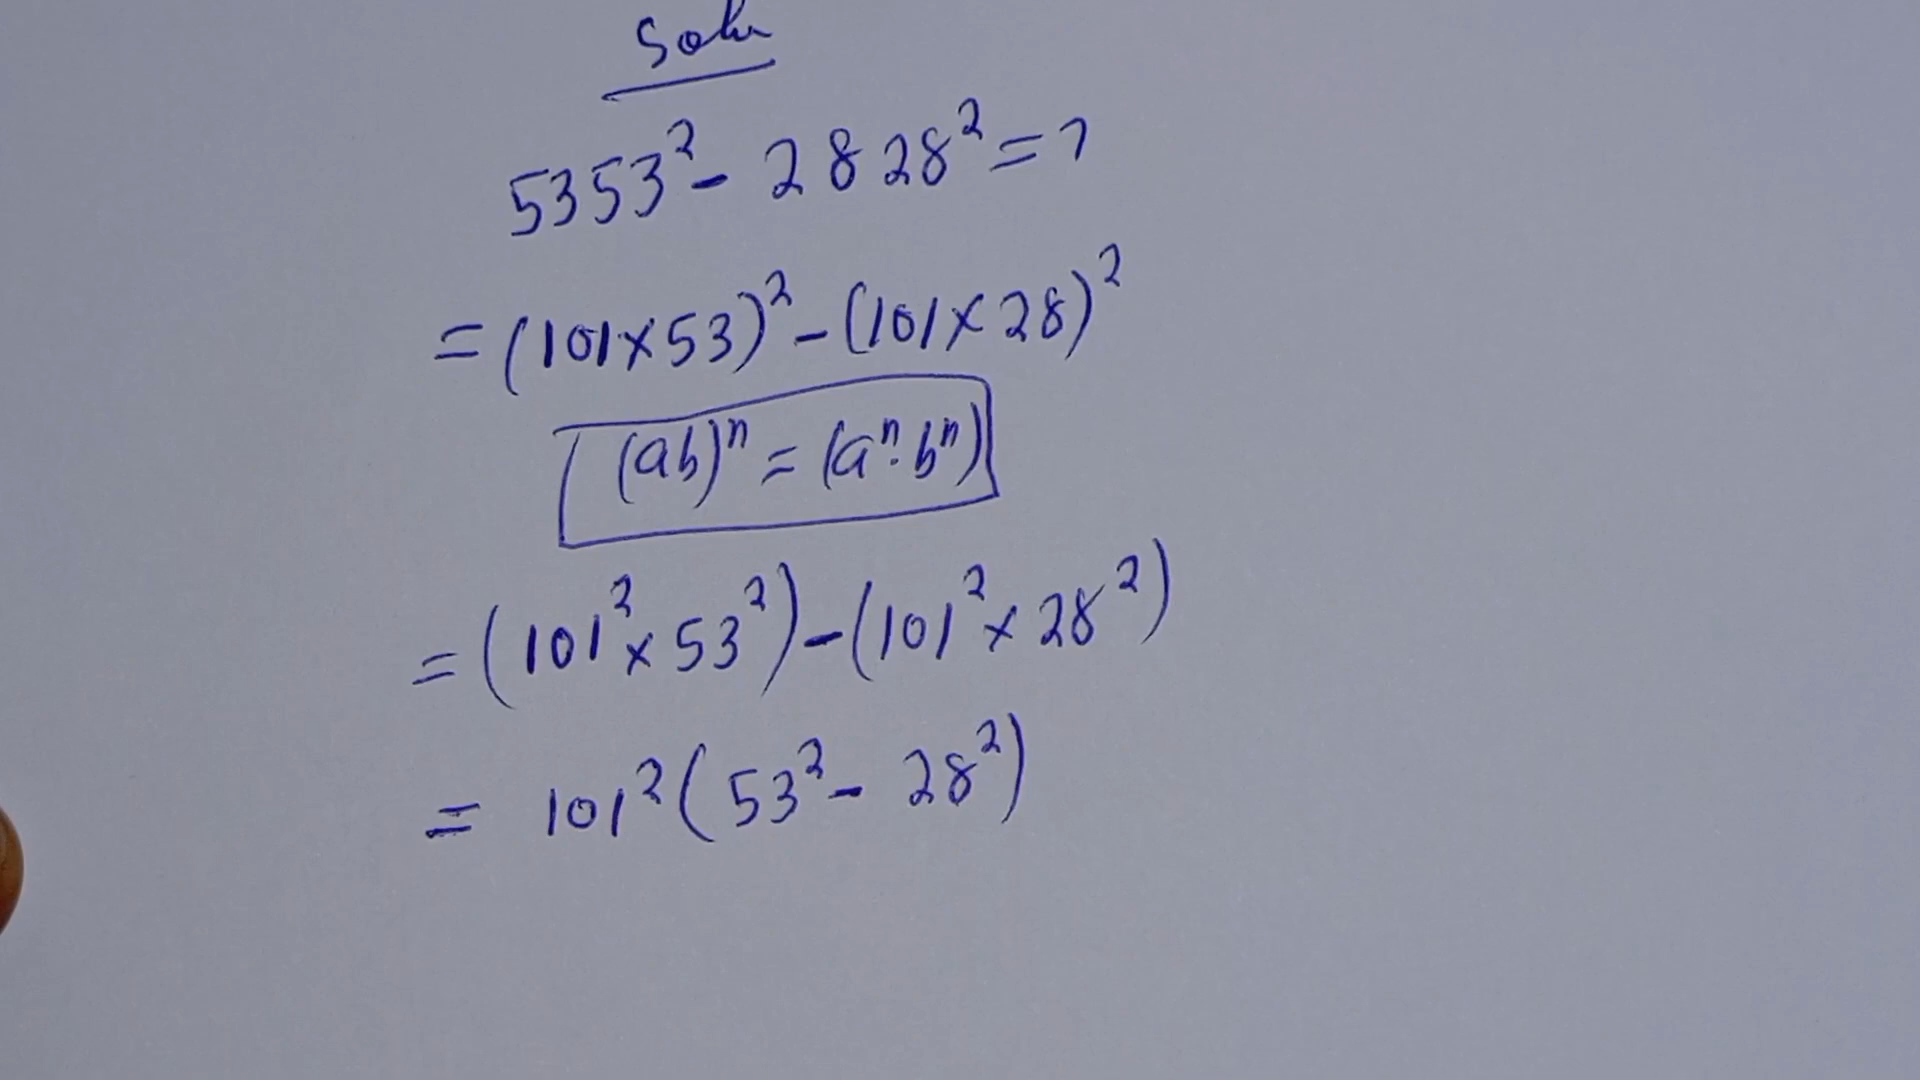 Soln
5353² - 2828² = ?
= (101×53)² - (101×28)²
(ab)ⁿ = (aⁿ·bⁿ)
= (101²×53²) - (101²×28²)
= 101²(53² - 28²)